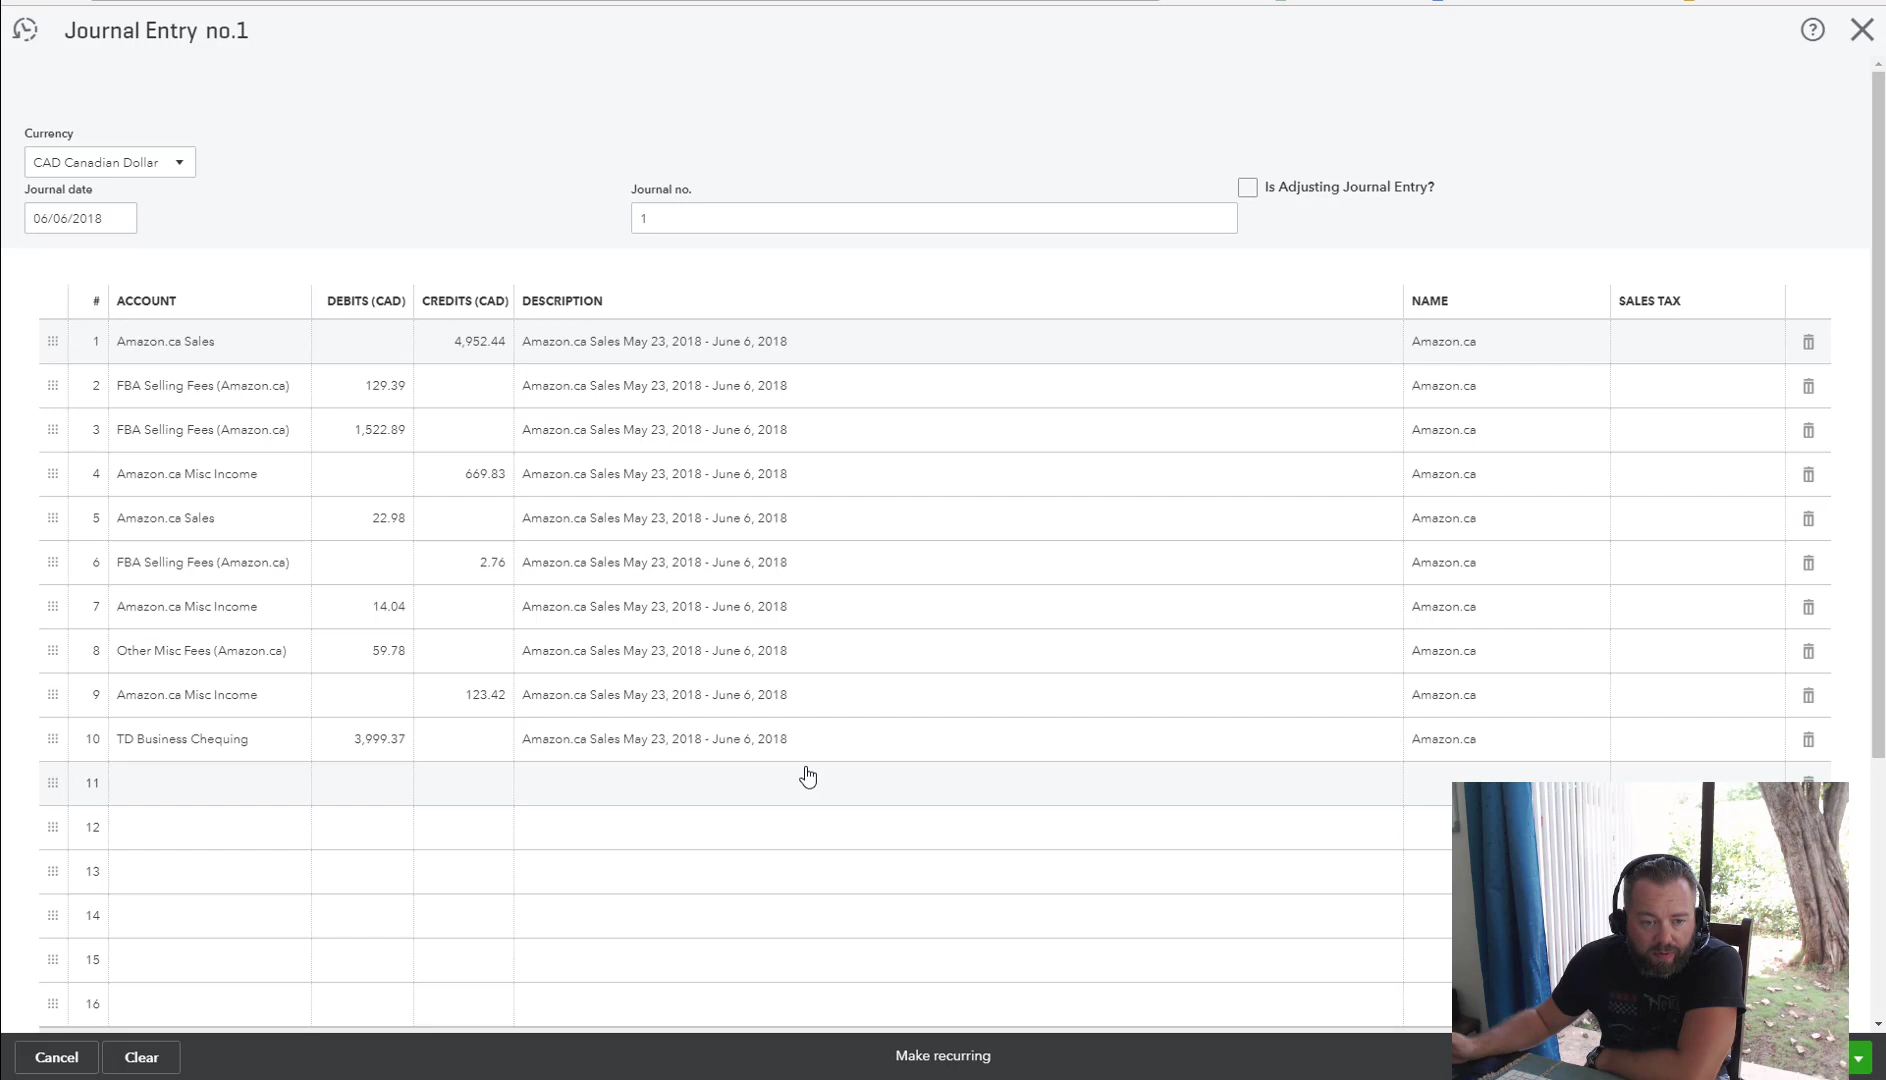 Journal Entry no.1
Currency
CAD Canadian Dollar
Journal date
06/06/2018
Journal no.
1
Is Adjusting Journal Entry?
# ACCOUNT DEBITS (CAD) CREDITS (CAD) DESCRIPTION NAME SALES TAX
1 Amazon.ca Sales 4,952.44 Amazon.ca Sales May 23, 2018 - June 6, 2018 Amazon.ca
2 FBA Selling Fees (Amazon.ca) 129.39 Amazon.ca Sales May 23, 2018 - June 6, 2018 Amazon.ca
3 FBA Selling Fees (Amazon.ca) 1,522.89 Amazon.ca Sales May 23, 2018 - June 6, 2018 Amazon.ca
4 Amazon.ca Misc Income 669.83 Amazon.ca Sales May 23, 2018 - June 6, 2018 Amazon.ca
5 Amazon.ca Sales 22.98 Amazon.ca Sales May 23, 2018 - June 6, 2018 Amazon.ca
6 FBA Selling Fees (Amazon.ca) 2.76 Amazon.ca Sales May 23, 2018 - June 6, 2018 Amazon.ca
7 Amazon.ca Misc Income 14.04 Amazon.ca Sales May 23, 2018 - June 6, 2018 Amazon.ca
8 Other Misc Fees (Amazon.ca) 59.78 Amazon.ca Sales May 23, 2018 - June 6, 2018 Amazon.ca
9 Amazon.ca Misc Income 123.42 Amazon.ca Sales May 23, 2018 - June 6, 2018 Amazon.ca
10 TD Business Chequing 3,999.37 Amazon.ca Sales May 23, 2018 - June 6, 2018 Amazon.ca
11
12
13
14
15
16
Cancel Clear Make recurring